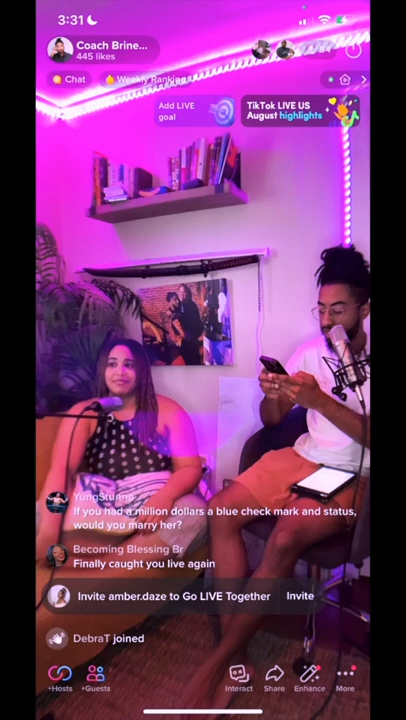 3:31
Coach Brine...
445 likes
Chat
Weekly Ranking
Add LIVE
goal
TikTok LIVE US
August highlights
YungStunna
If you had a million dollars a blue check mark and status,
would you marry her?
Becoming Blessing Br
Finally caught you live again
Invite amber.daze to Go LIVE Together
Invite
DebraT joined
+Hosts
+Guests
Interact
Share
Enhance
More